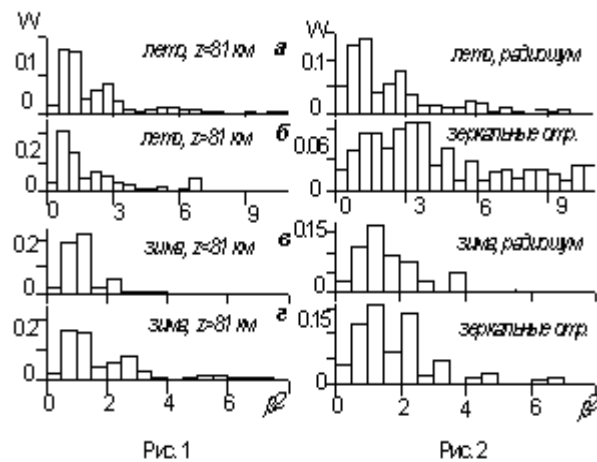 W
0.1
0
лето, z=81 км
а
0.2
0
лето, z=81 км
б
0 3 6 9
0.2
0
зима, z=81 км
в
0.2
0
зима, z=81 км
г
0 2 4 6 β2
Рис. 1
W
0.1
0
лето, радиошум
0.06
0
зеркальные отр.
0 3 6 9
0.15
0
зима, радиошум
0.15
0
зеркальные отр.
0 2 4 6 β2
Рис. 2